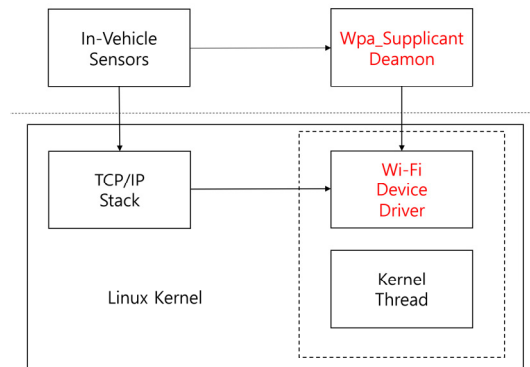 In-Vehicle
Sensors
Wpa_Supplicant
Deamon
TCP/IP
Stack
Wi-Fi
Device
Driver
Linux Kernel
Kernel
Thread